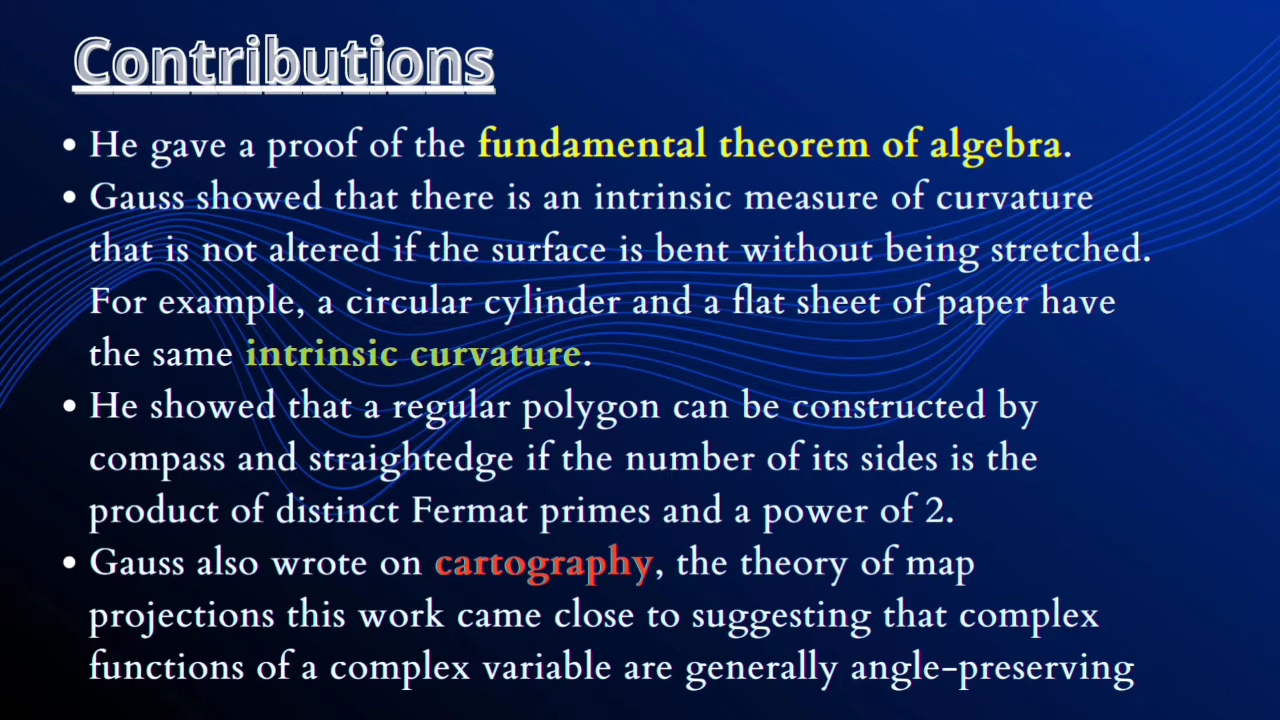 Contributions
• He gave a proof of the fundamental theorem of algebra.
• Gauss showed that there is an intrinsic measure of curvature
that is not altered if the surface is bent without being stretched.
For example, a circular cylinder and a flat sheet of paper have
the same intrinsic curvature.
• He showed that a regular polygon can be constructed by
compass and straightedge if the number of its sides is the
product of distinct Fermat primes and a power of 2.
• Gauss also wrote on cartography, the theory of map
projections this work came close to suggesting that complex
functions of a complex variable are generally angle-preserving